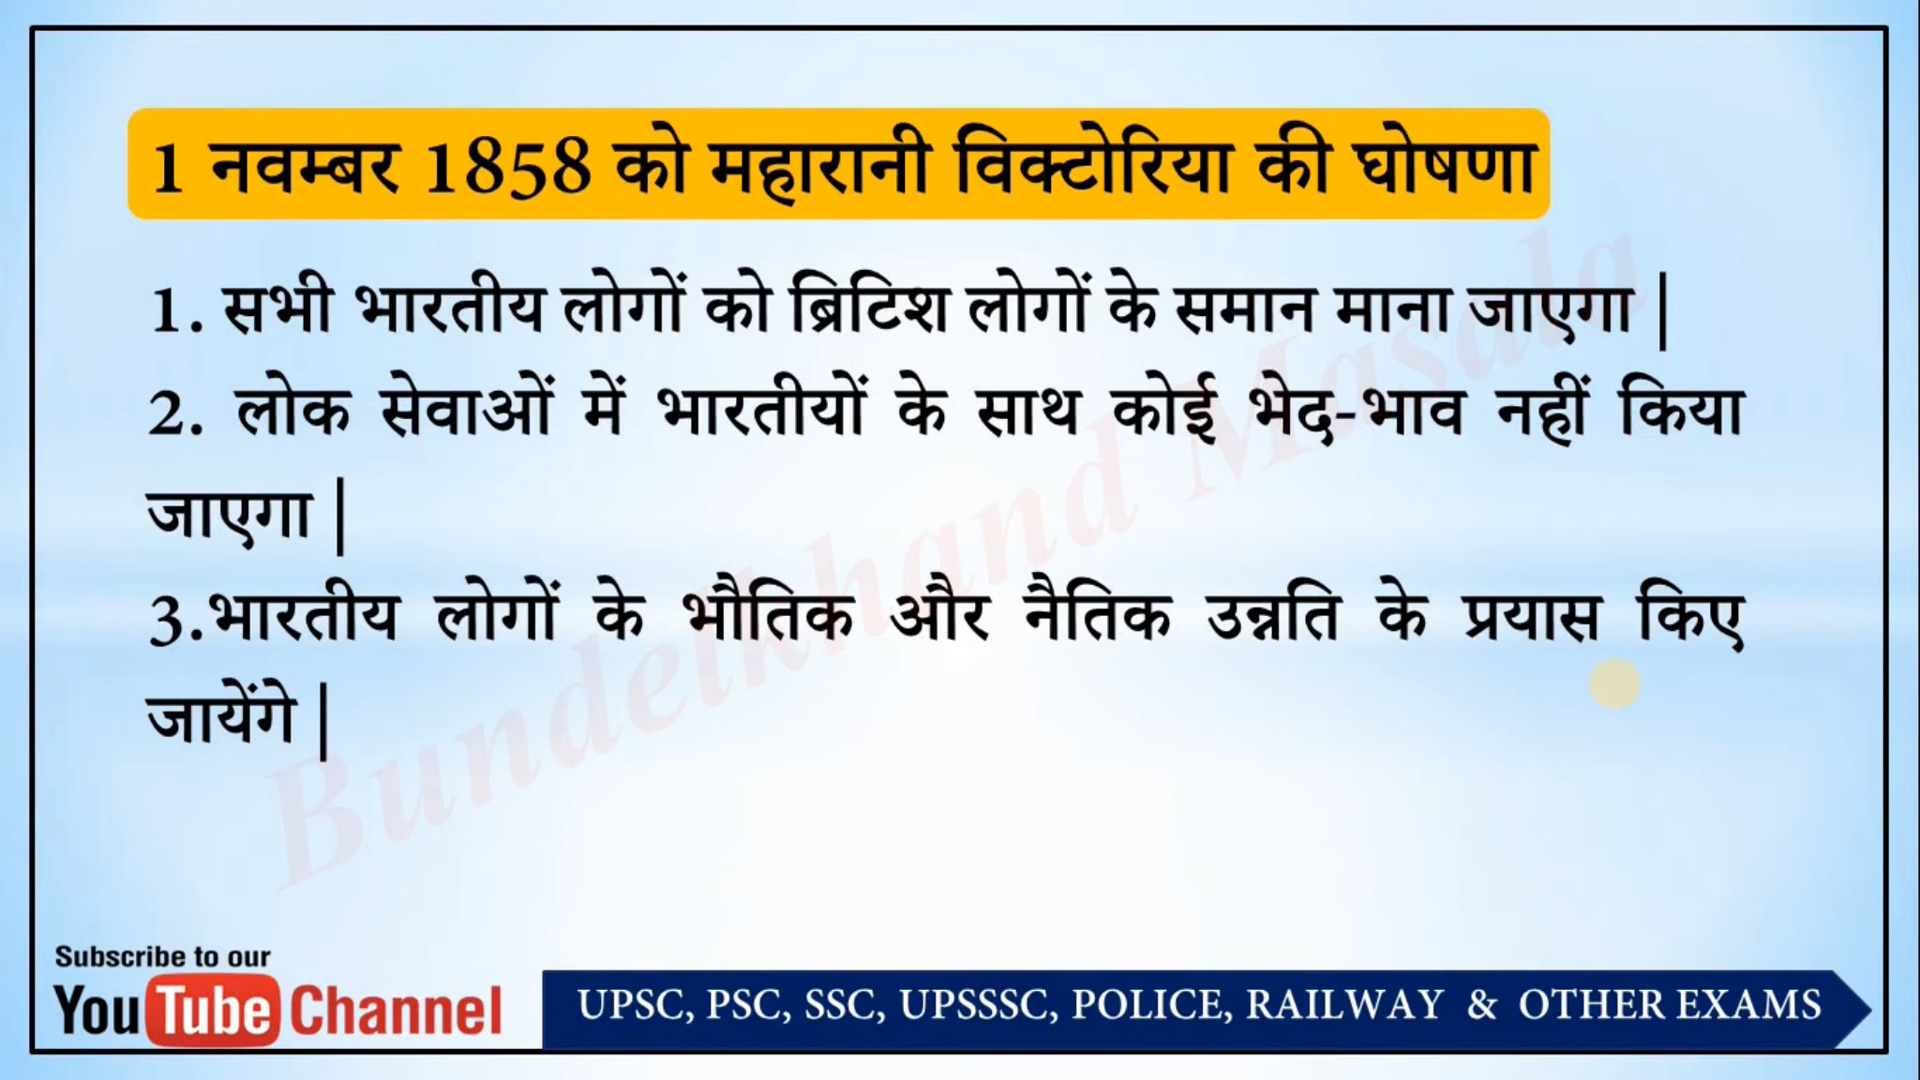 1 नवम्बर 1858 को महारानी विक्टोरिया की घोषणा
1. सभी भारतीय लोगों को ब्रिटिश लोगों के समान माना जाएगा |
2. लोक सेवाओं में भारतीयों के साथ कोई भेद-भाव नहीं किया
जाएगा |
3.भारतीय लोगों के भौतिक और नैतिक उन्नति के प्रयास किए
जायेंगे |
Bundelkhand Masala
Subscribe to our
YouTube Channel
UPSC, PSC, SSC, UPSSSC, POLICE, RAILWAY & OTHER EXAMS